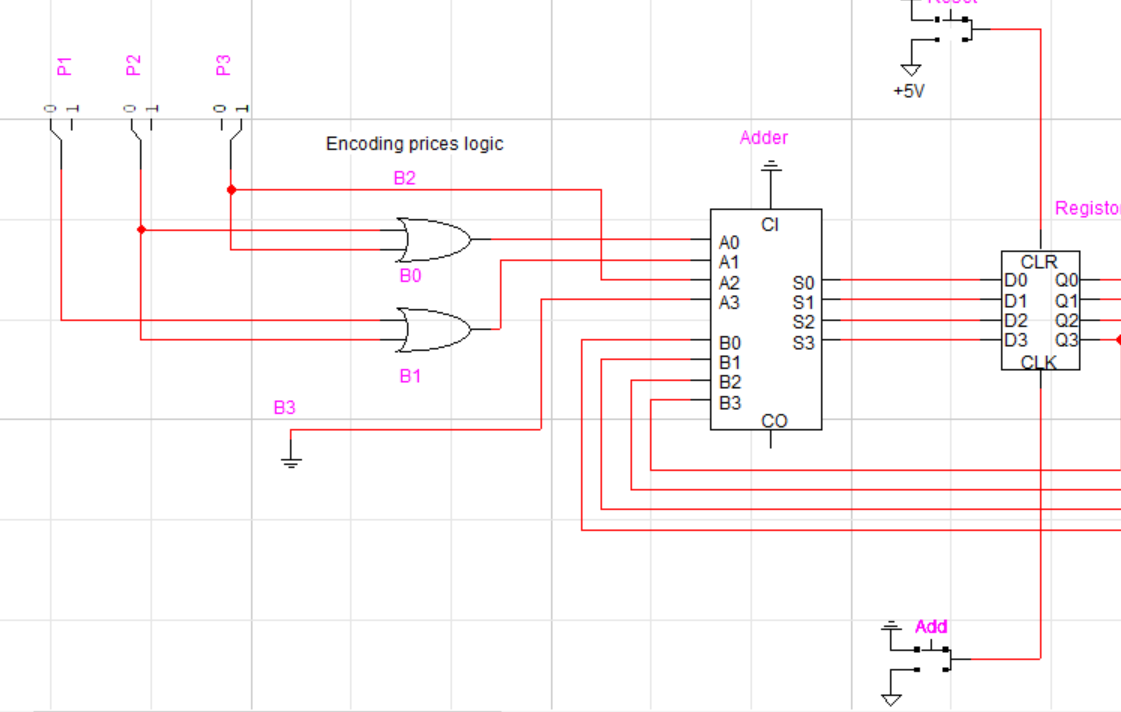 Reset
+5V
P1
P2
P3
0 1
0 1
0 1
Encoding prices logic
Adder
B2
CI
Registo
A0
A1
A2
A3
S0
S1
S2
S3
B0
B1
B2
B3
CO
CLR
D0 Q0
D1 Q1
D2 Q2
D3 Q3
CLK
B0
B1
B3
Add